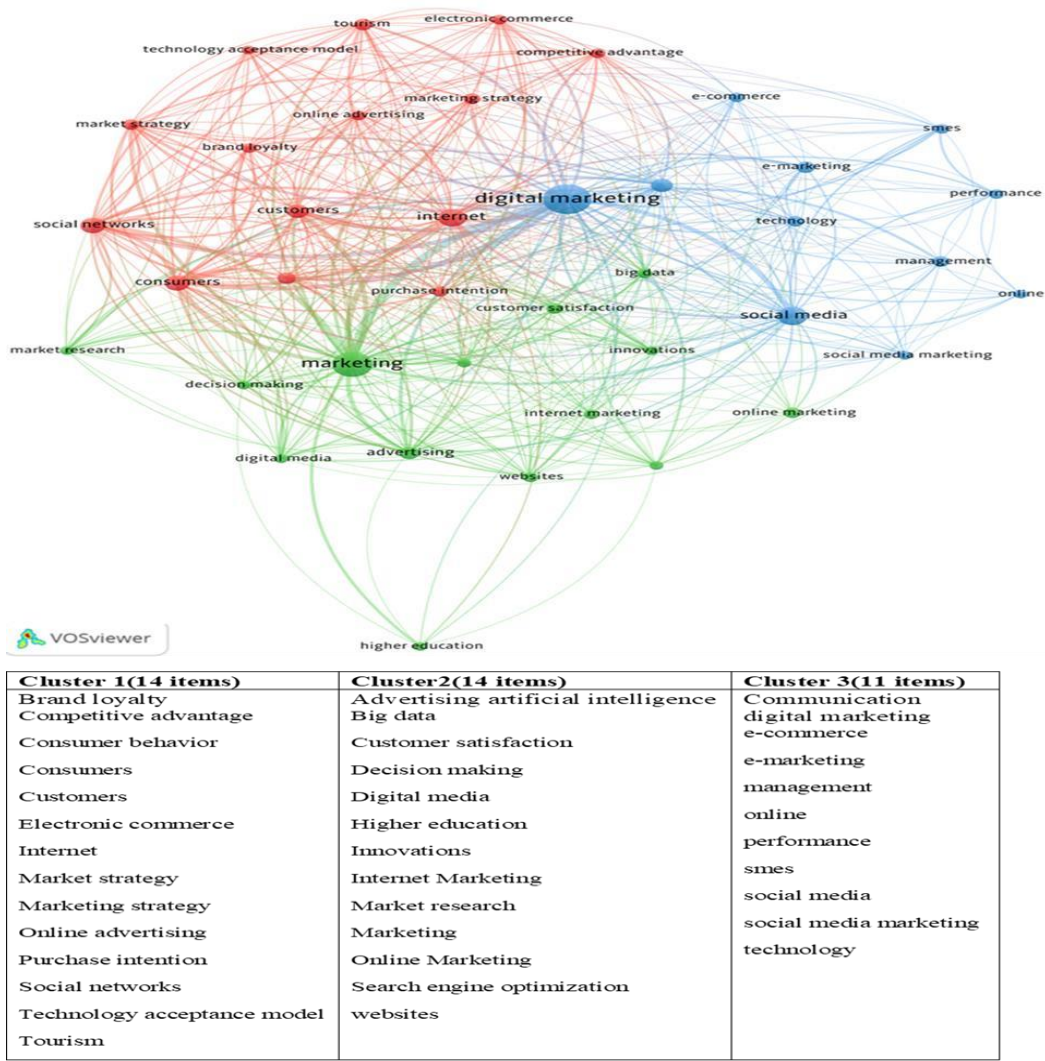 tourism
electronic commerce
technology acceptance model
competitive advantage
marketing strategy
e-commerce
online advertising
market strategy
smes
brand loyalty
e-marketing
digital marketing
performance
customers
internet
technology
social networks
management
big data
consumers
purchase intention
online
customer satisfaction
social media
market research
innovations
social media marketing
marketing
decision making
internet marketing
online marketing
advertising
digital media
websites
VOSviewer
higher education
Cluster 1(14 items)
Brand loyalty
Competitive advantage
Consumer behavior
Consumers
Customers
Electronic commerce
Internet
Market strategy
Marketing strategy
Online advertising
Purchase intention
Social networks
Technology acceptance model
Tourism
Cluster2(14 items)
Advertising artificial intelligence
Big data
Customer satisfaction
Decision making
Digital media
Higher education
Innovations
Internet Marketing
Market research
Marketing
Online Marketing
Search engine optimization
websites
Cluster 3(11 items)
Communication
digital marketing
e-commerce
e-marketing
management
online
performance
smes
social media
social media marketing
technology